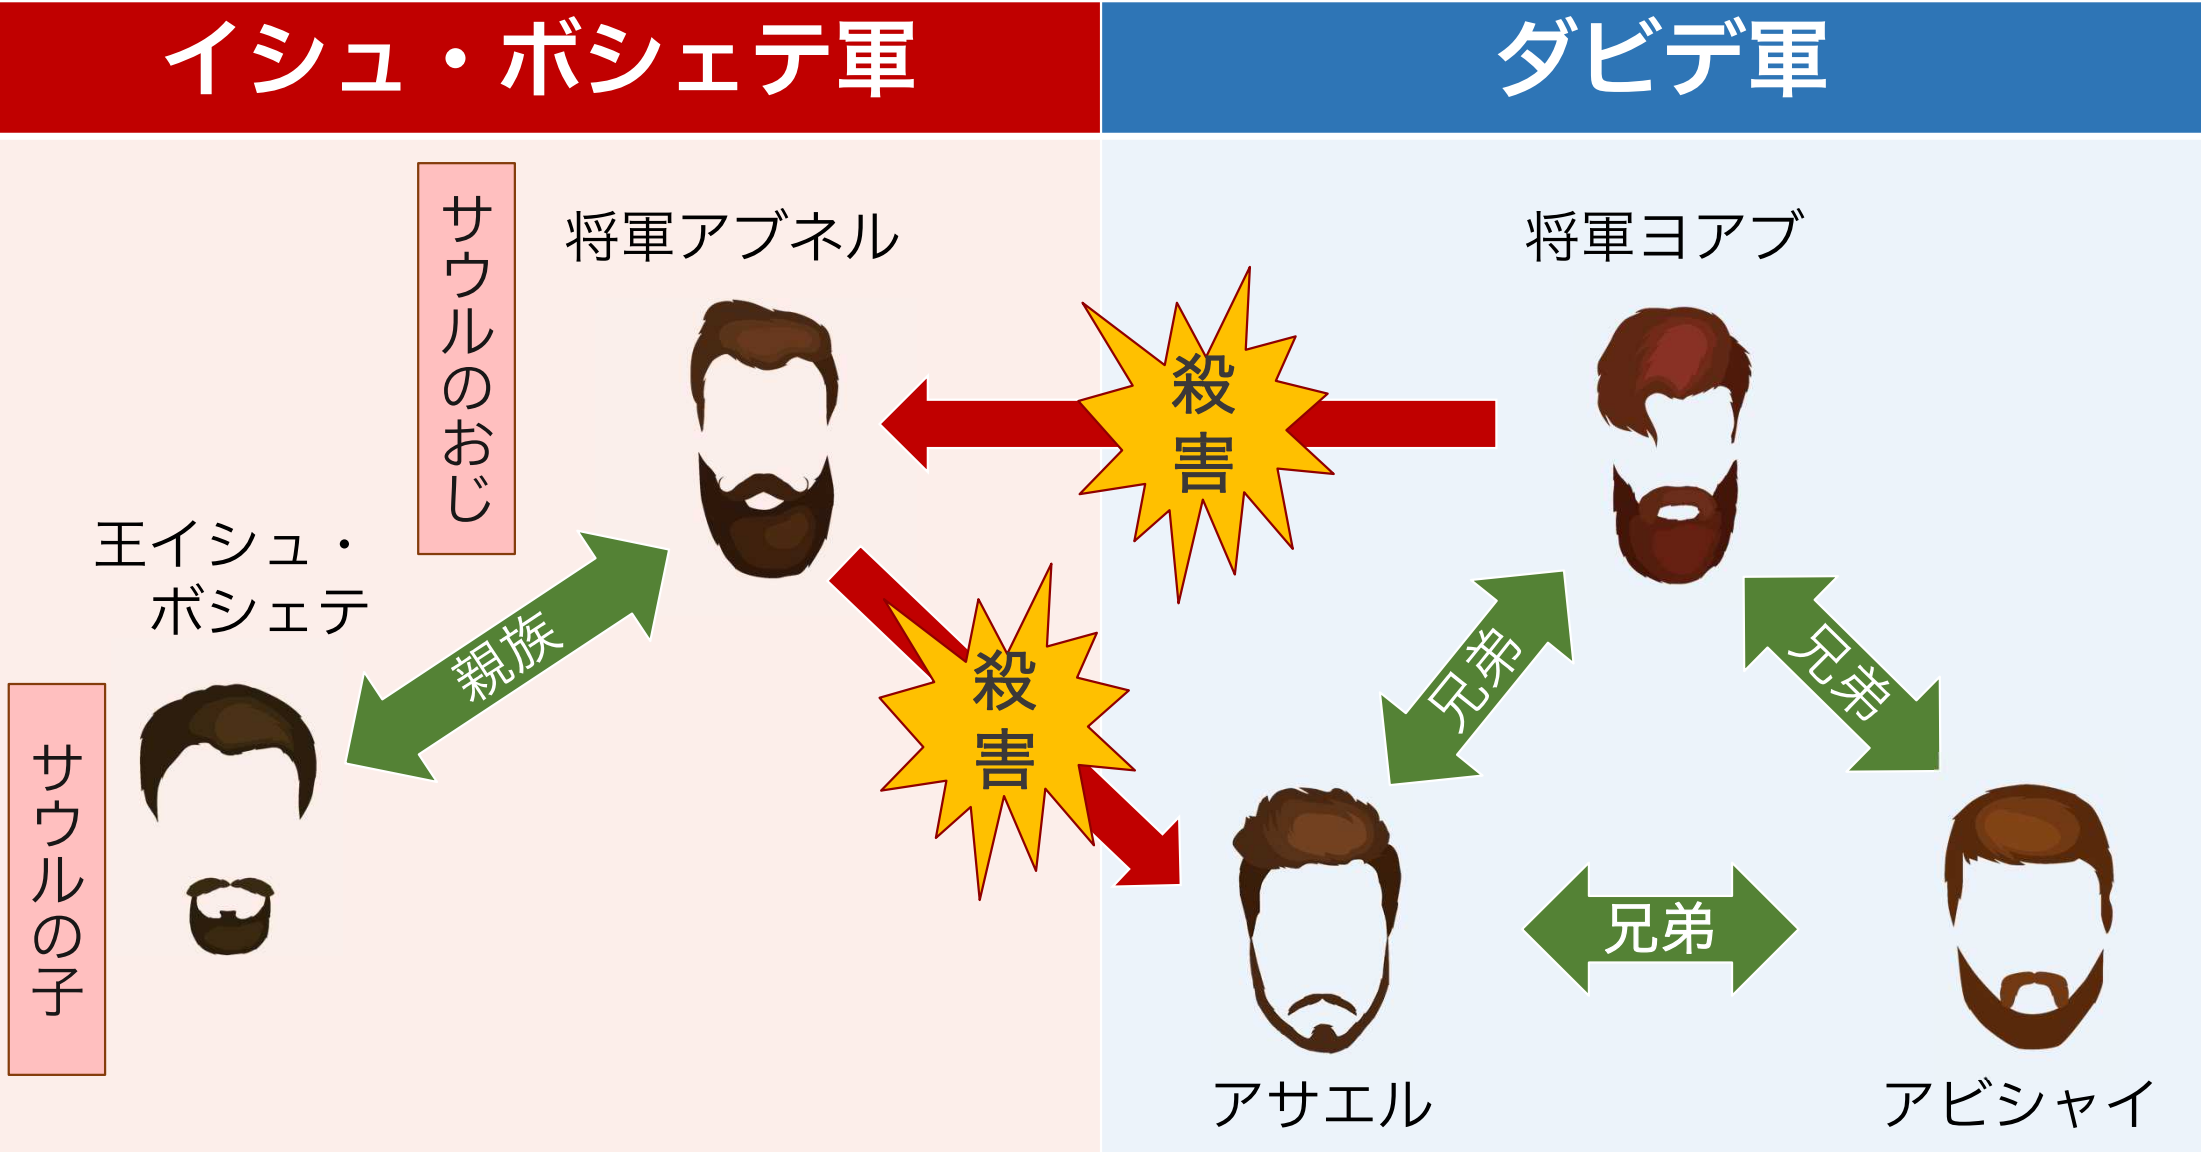 イシュ・ボシェテ軍
ダビデ軍
サウルのおじ
将軍アブネル
将軍ヨアブ
殺
害
王イシュ・
ボシェテ
親族
殺
害
兄弟
兄弟
サウルの子
兄弟
アサエル
アビシャイ